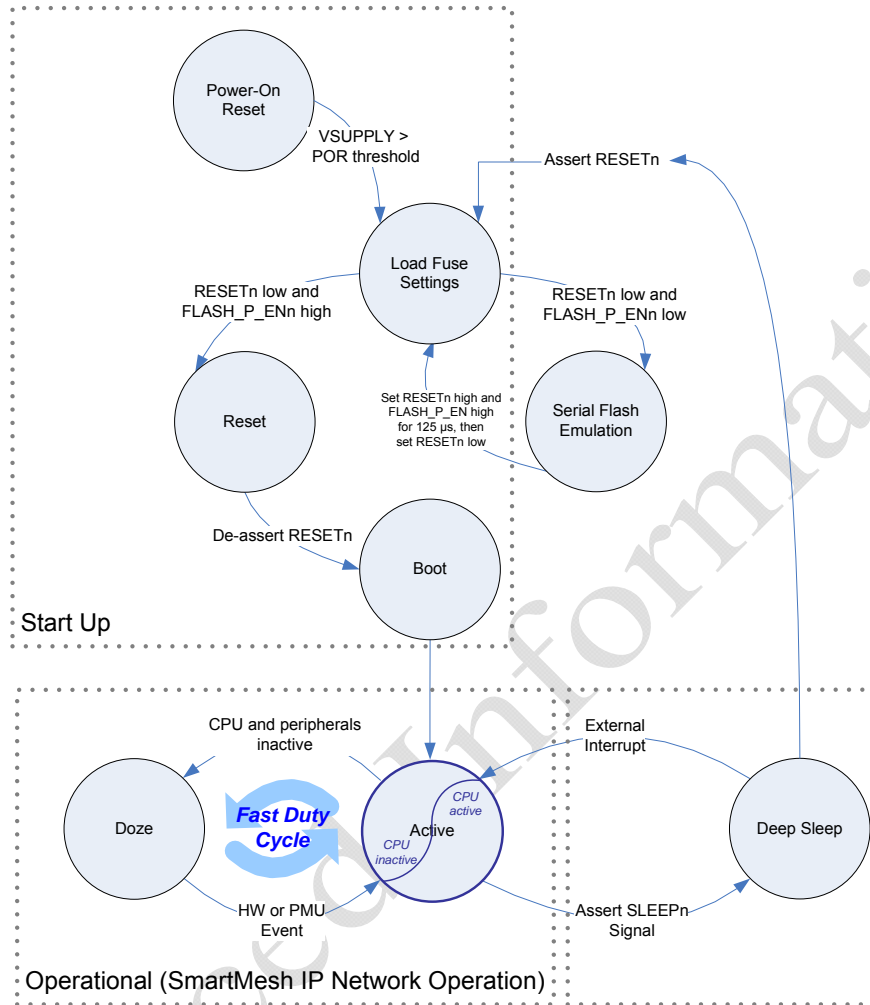 Power-On
Reset
VSUPPLY >
POR threshold
Assert RESETn
Load Fuse
Settings
RESETn low and
FLASH_P_ENn high
RESETn low and
FLASH_P_ENn low
Reset
Set RESETn high and
FLASH_P_EN high
for 125 µs, then
set RESETn low
Serial Flash
Emulation
De-assert RESETn
Boot
Start Up
CPU and peripherals
inactive
External
Interrupt
Doze
Fast Duty
Cycle
CPU
active
Active
CPU
inactive
Deep Sleep
HW or PMU
Event
Assert SLEEPn
Signal
Operational (SmartMesh IP Network Operation)
ced Informati